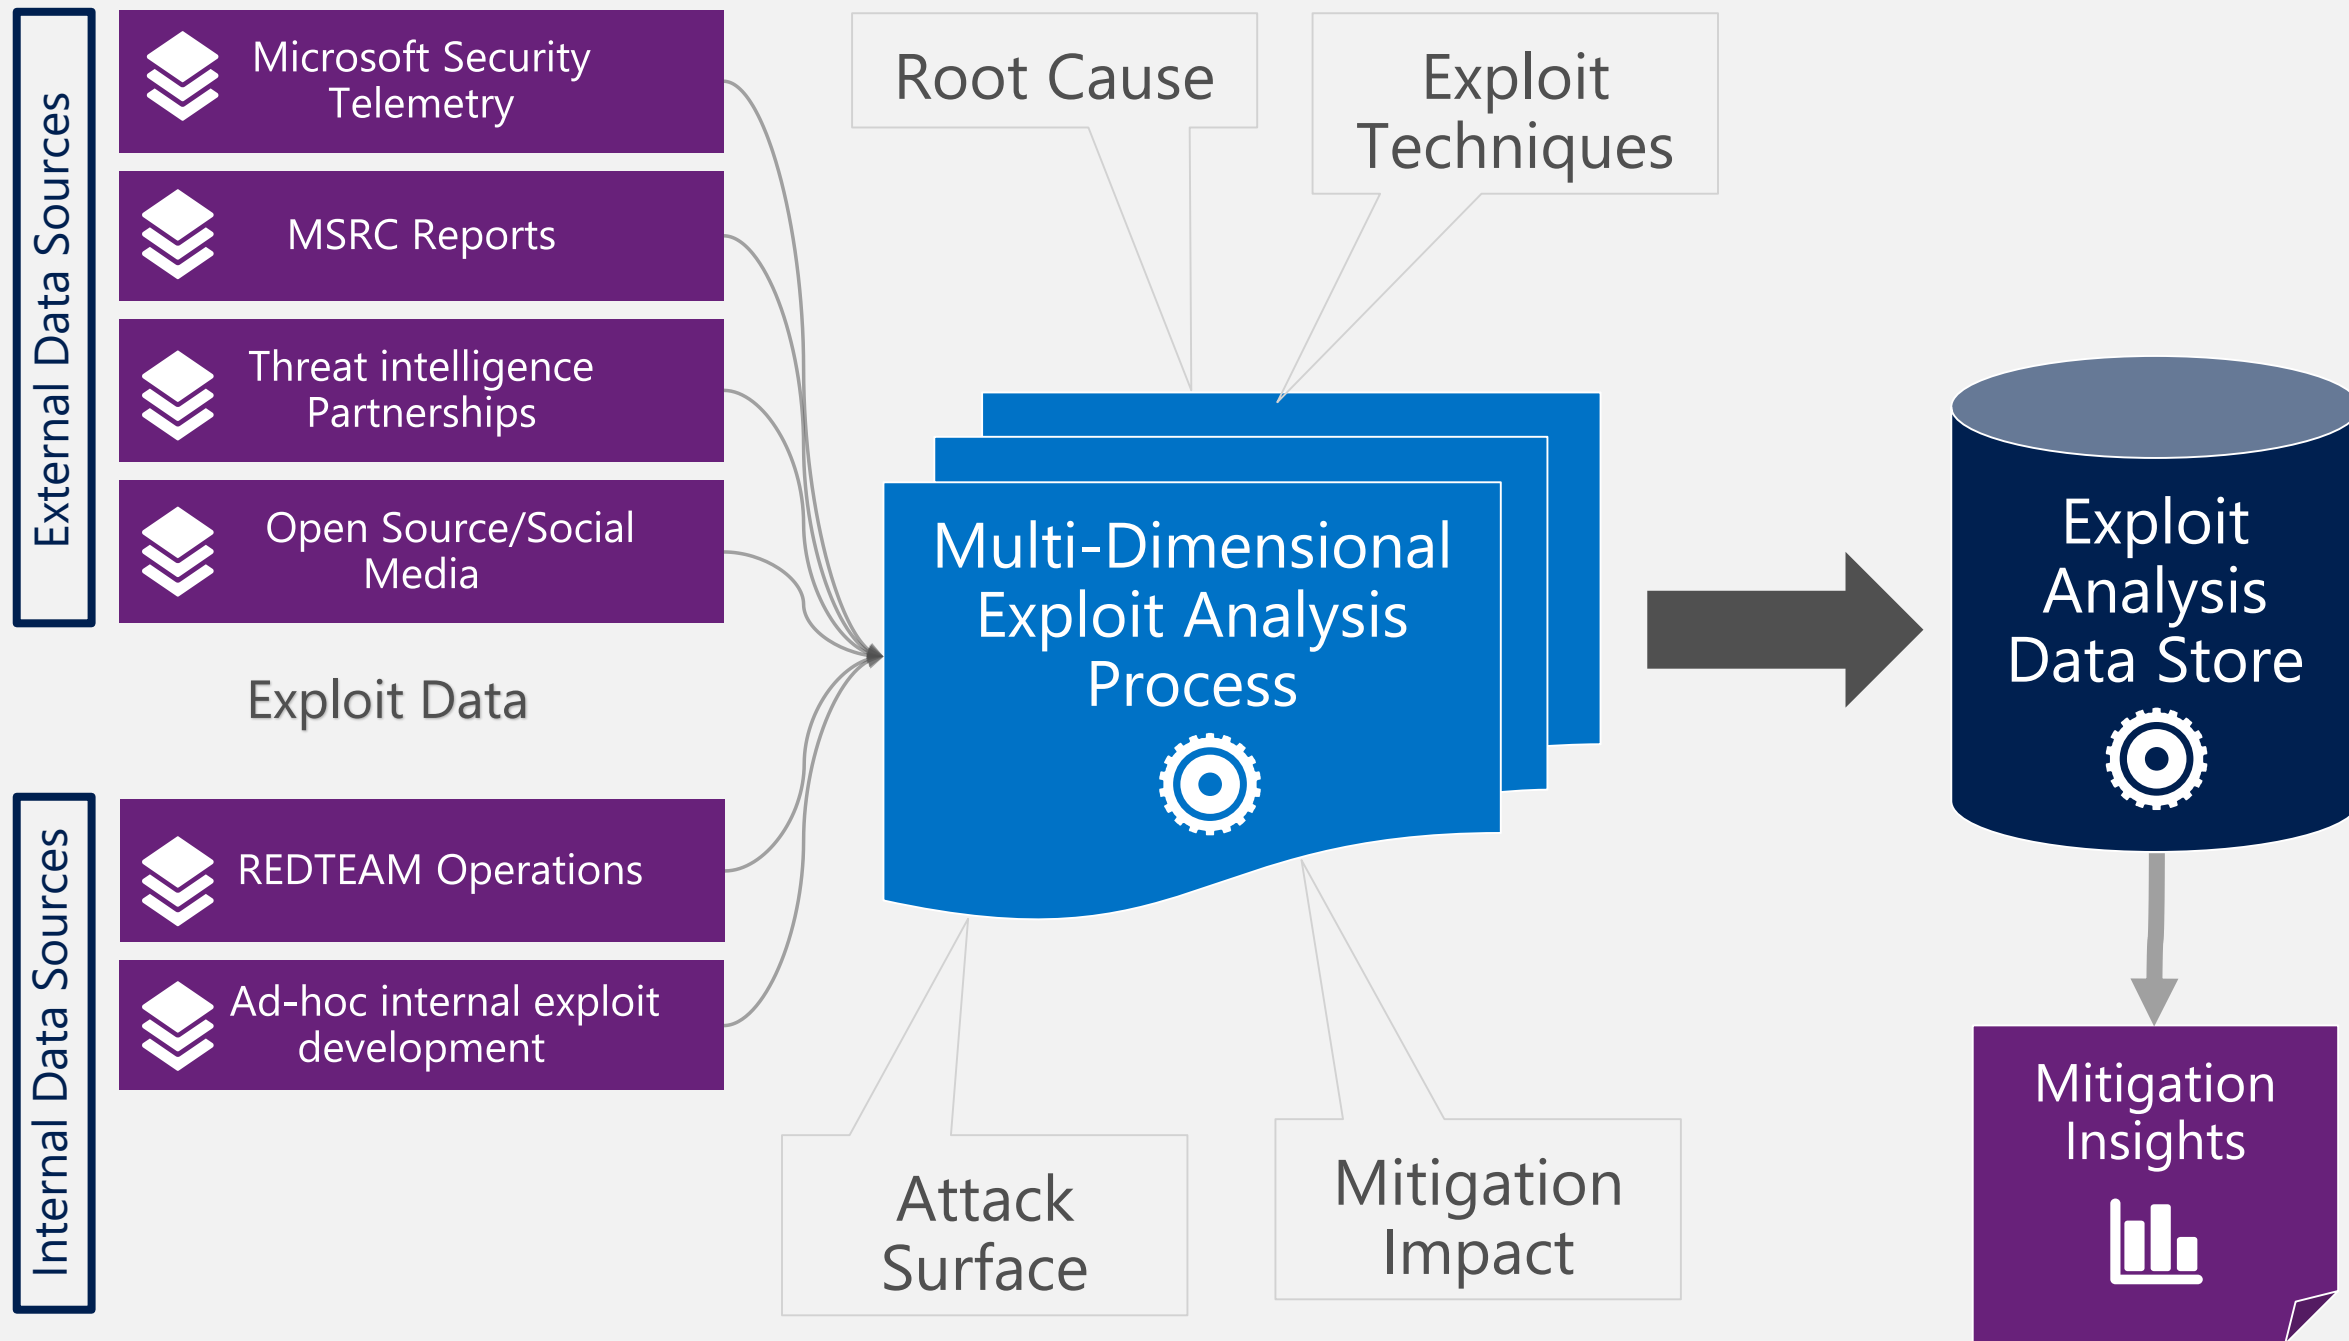 External Data Sources
Microsoft Security
Telemetry
MSRC Reports
Threat intelligence
Partnerships
Open Source/Social
Media
Exploit Data
Internal Data Sources
REDTEAM Operations
Ad-hoc internal exploit
development
Root Cause
Exploit
Techniques
Multi-Dimensional
Exploit Analysis
Process
Attack
Surface
Mitigation
Impact
Exploit
Analysis
Data Store
Mitigation
Insights